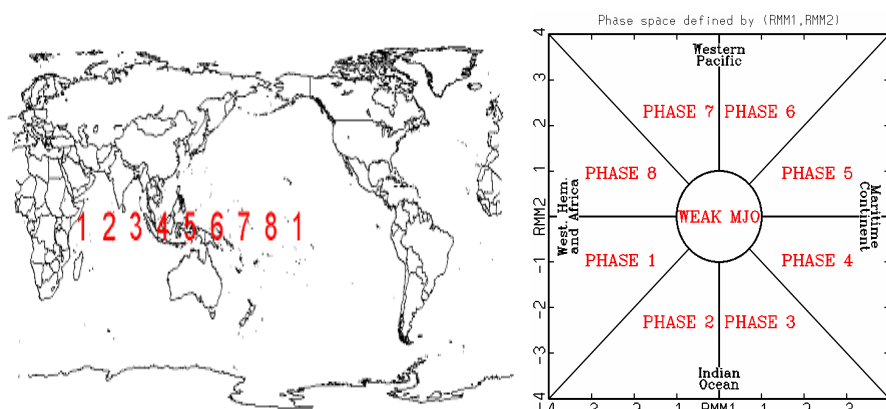 1 2 3 4 5 6 7 8 1
Phase space defined by (RMM1,RMM2)
4
3
2
1
0
-1
-2
-3
-4
RMM2
Western
Pacific
PHASE 7 PHASE 6
PHASE 8 PHASE 5
West. Hem.
and Africa
WEAK MJO
Maritime
Continent
PHASE 1 PHASE 4
PHASE 2 PHASE 3
Indian
Ocean
RMM1